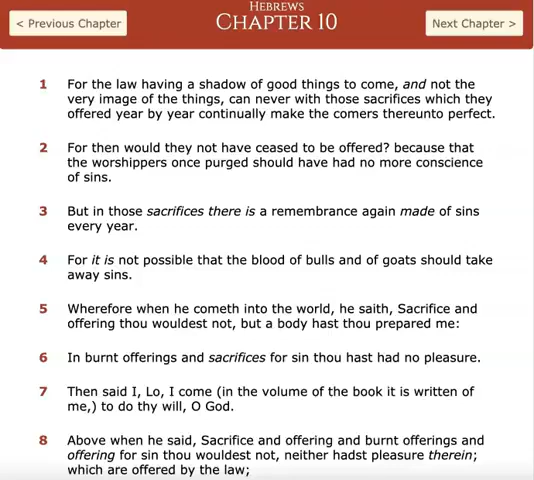 HEBREWS
< Previous Chapter
CHAPTER 10
Next Chapter >
1 For the law having a shadow of good things to come, and not the
very image of the things, can never with those sacrifices which they
offered year by year continually make the comers thereunto perfect.
2 For then would they not have ceased to be offered? because that
the worshippers once purged should have had no more conscience
of sins.
3 But in those sacrifices there is a remembrance again made of sins
every year.
4 For it is not possible that the blood of bulls and of goats should take
away sins.
5 Wherefore when he cometh into the world, he saith, Sacrifice and
offering thou wouldest not, but a body hast thou prepared me:
6 In burnt offerings and sacrifices for sin thou hast had no pleasure.
7 Then said I, Lo, I come (in the volume of the book it is written of
me,) to do thy will, O God.
8 Above when he said, Sacrifice and offering and burnt offerings and
offering for sin thou wouldest not, neither hadst pleasure therein;
which are offered by the law;